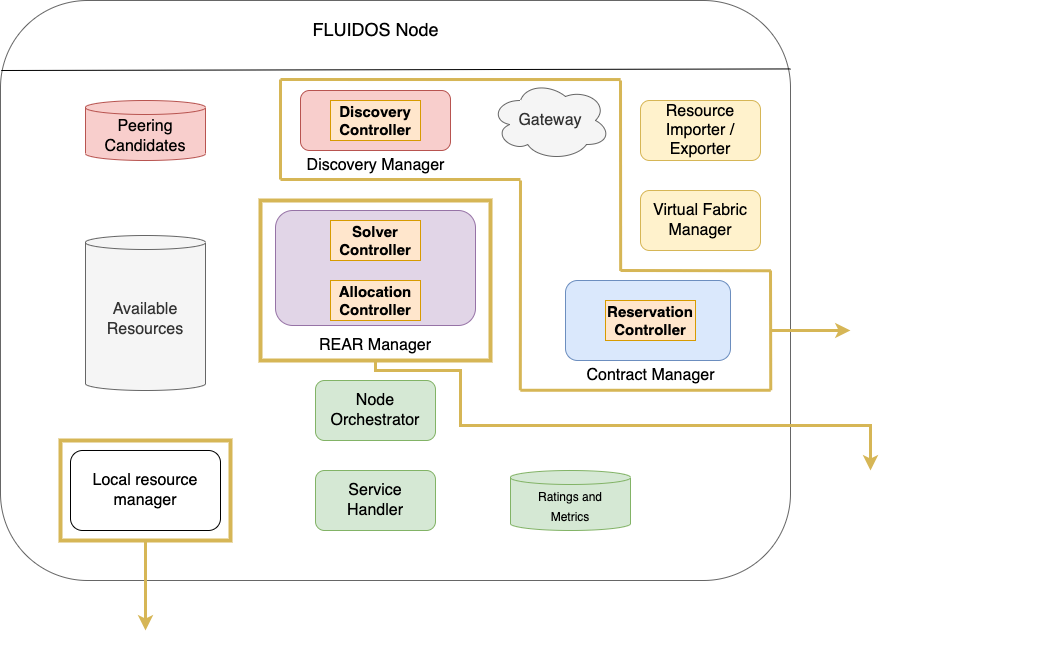 FLUIDOS Node
Peering
Candidates
Discovery
Controller
Discovery Manager
Gateway
Resource
Importer /
Exporter
Virtual Fabric
Manager
Available
Resources
Solver
Controller
Allocation
Controller
REAR Manager
Reservation
Controller
Contract Manager
Node
Orchestrator
Local resource
manager
Service
Handler
Ratings and
Metrics